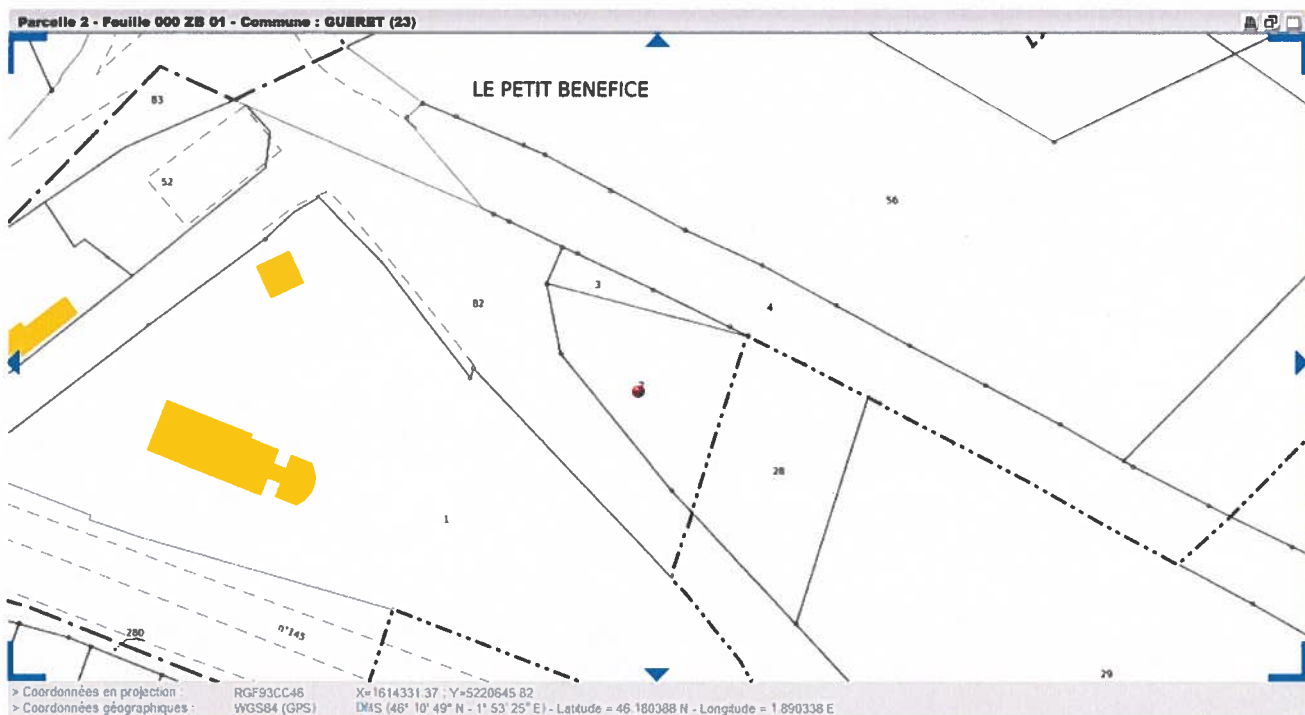 Parcelle 2 - Feuille 000 ZB 01 - Commune : GUERET (23)
LE PETIT BENEFICE
83
52
56
3
82
4
2
28
1
n°145
280
29
> Coordonnées en projection : RGF93CC46 X=1614331.37 ; Y=5220645.82
> Coordonnées géographiques : WGS84 (GPS) DMS (46° 10' 49" N - 1° 53' 25" E) - Latitude = 46.180388 N - Longitude = 1.890338 E